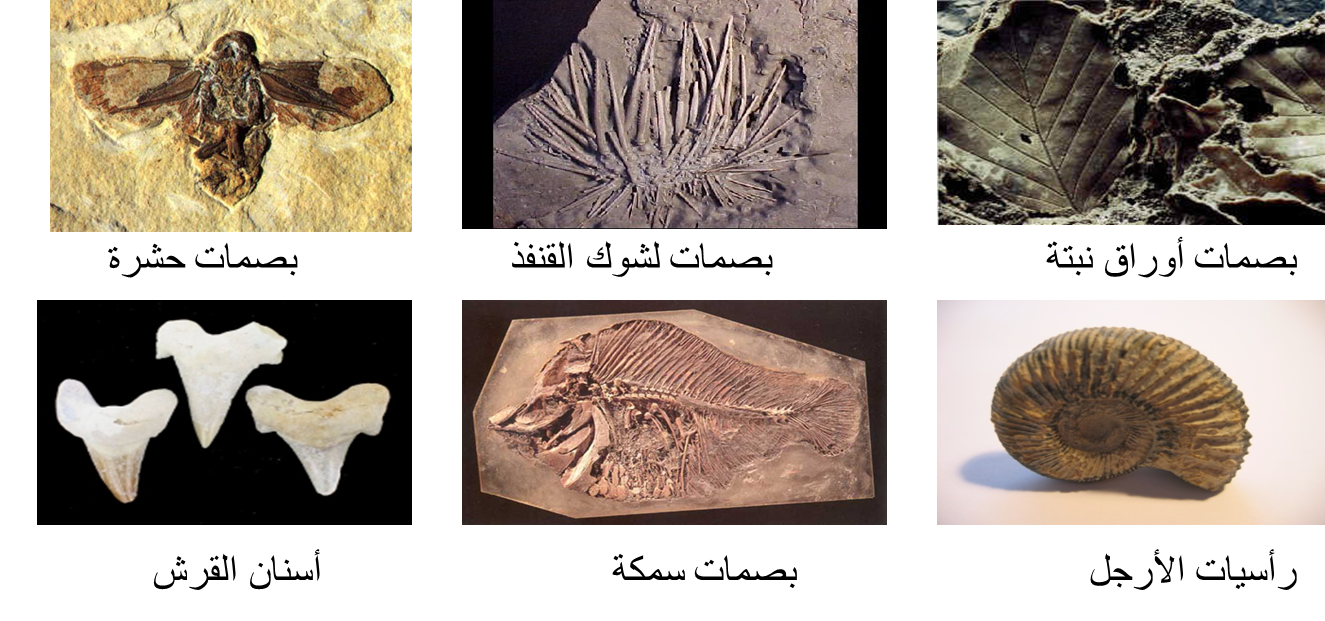 بصمات أوراق نبتة
بصمات لشوك القنفذ
بصمات حشرة
رأسيات الأرجل
بصمات سمكة
أسنان القرش